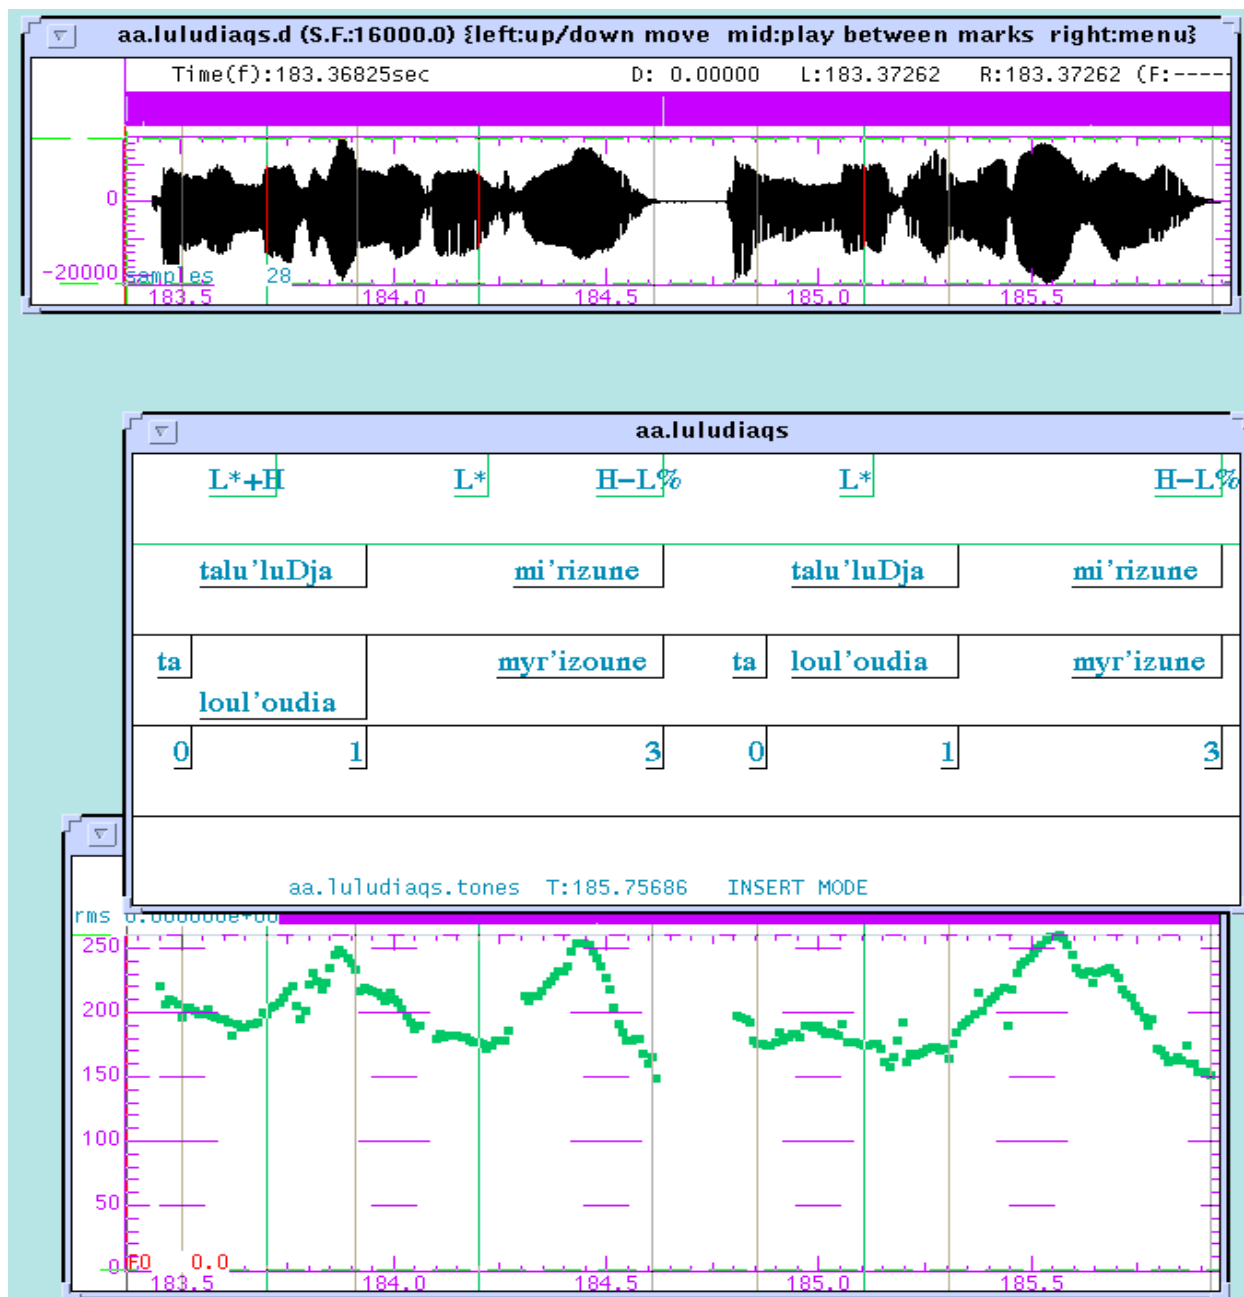 aa.luludiaqs.d (S.F.:16000.0) {left:up/down move mid:play between marks right:menu}
Time(f):183.36825sec D: 0.00000 L:183.37262 R:183.37262 (F:-----
0
-20000 samples 28
183.5 184.0 184.5 185.0 185.5
aa.luludiaqs
L*+H L* H-L% L* H-L%
talu'luDja mi'rizune talu'luDja mi'rizune
ta myr'izoune ta loul'oudia myr'izune
loul'oudia
0 1 3 0 1 3
aa.luludiaqs.tones T:185.75686 INSERT MODE
rms 0.000000e+00
250
200
150
100
50
0 F0 0.0
183.5 184.0 184.5 185.0 185.5